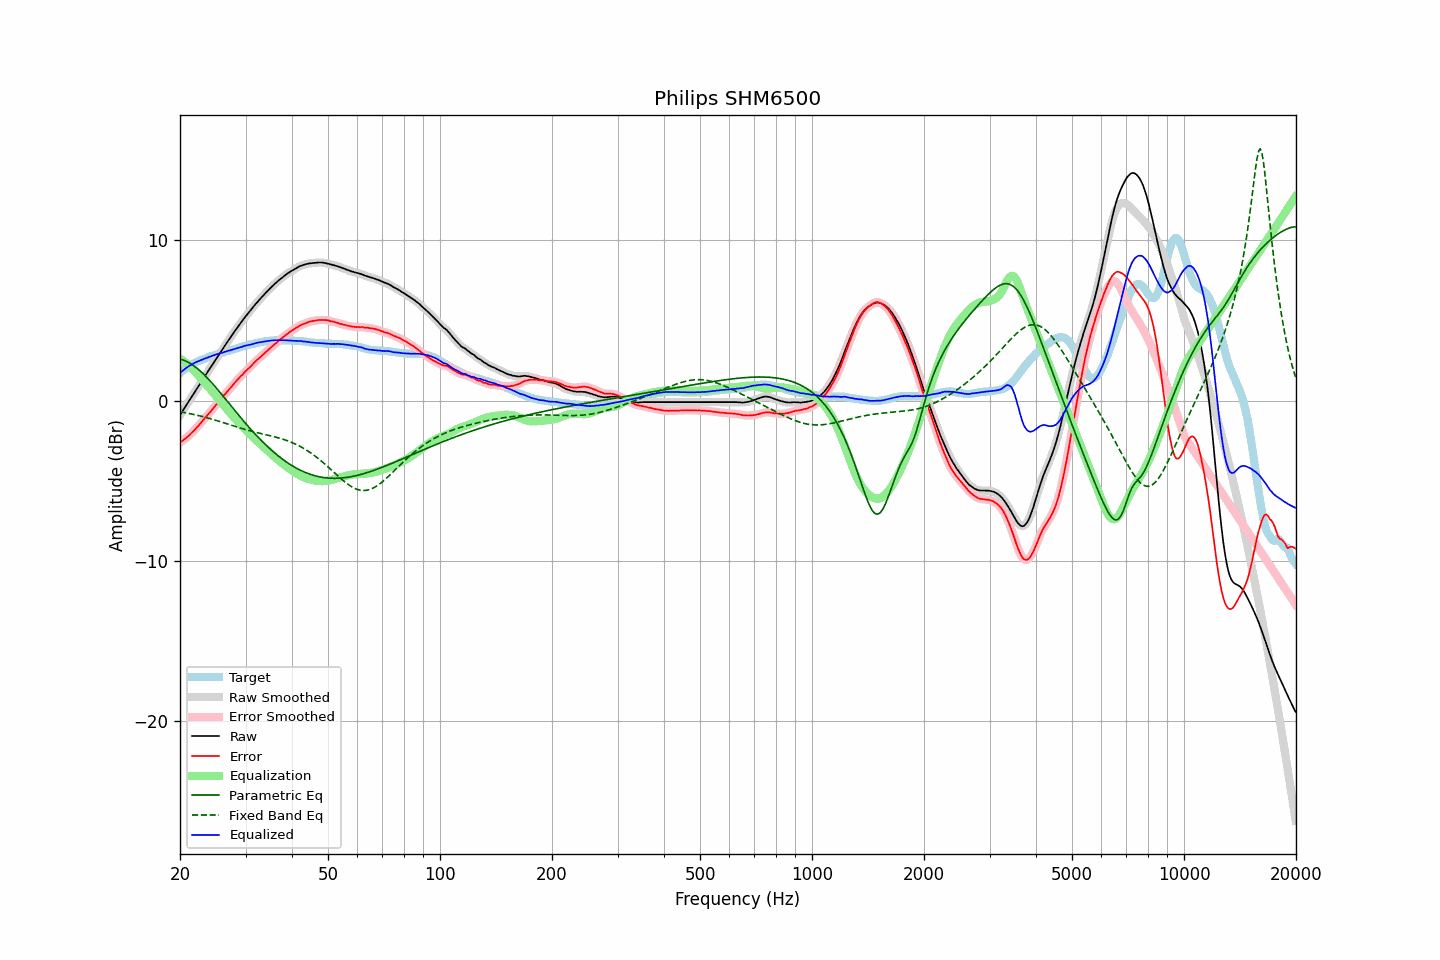 Philips SHM6500
Amplitude (dBr)
10
0
−10
−20
Target
Raw Smoothed
Error Smoothed
Raw
Error
Equalization
Parametric Eq
Fixed Band Eq
Equalized
20 50 100 200 500 1000 2000 5000 10000 20000
Frequency (Hz)